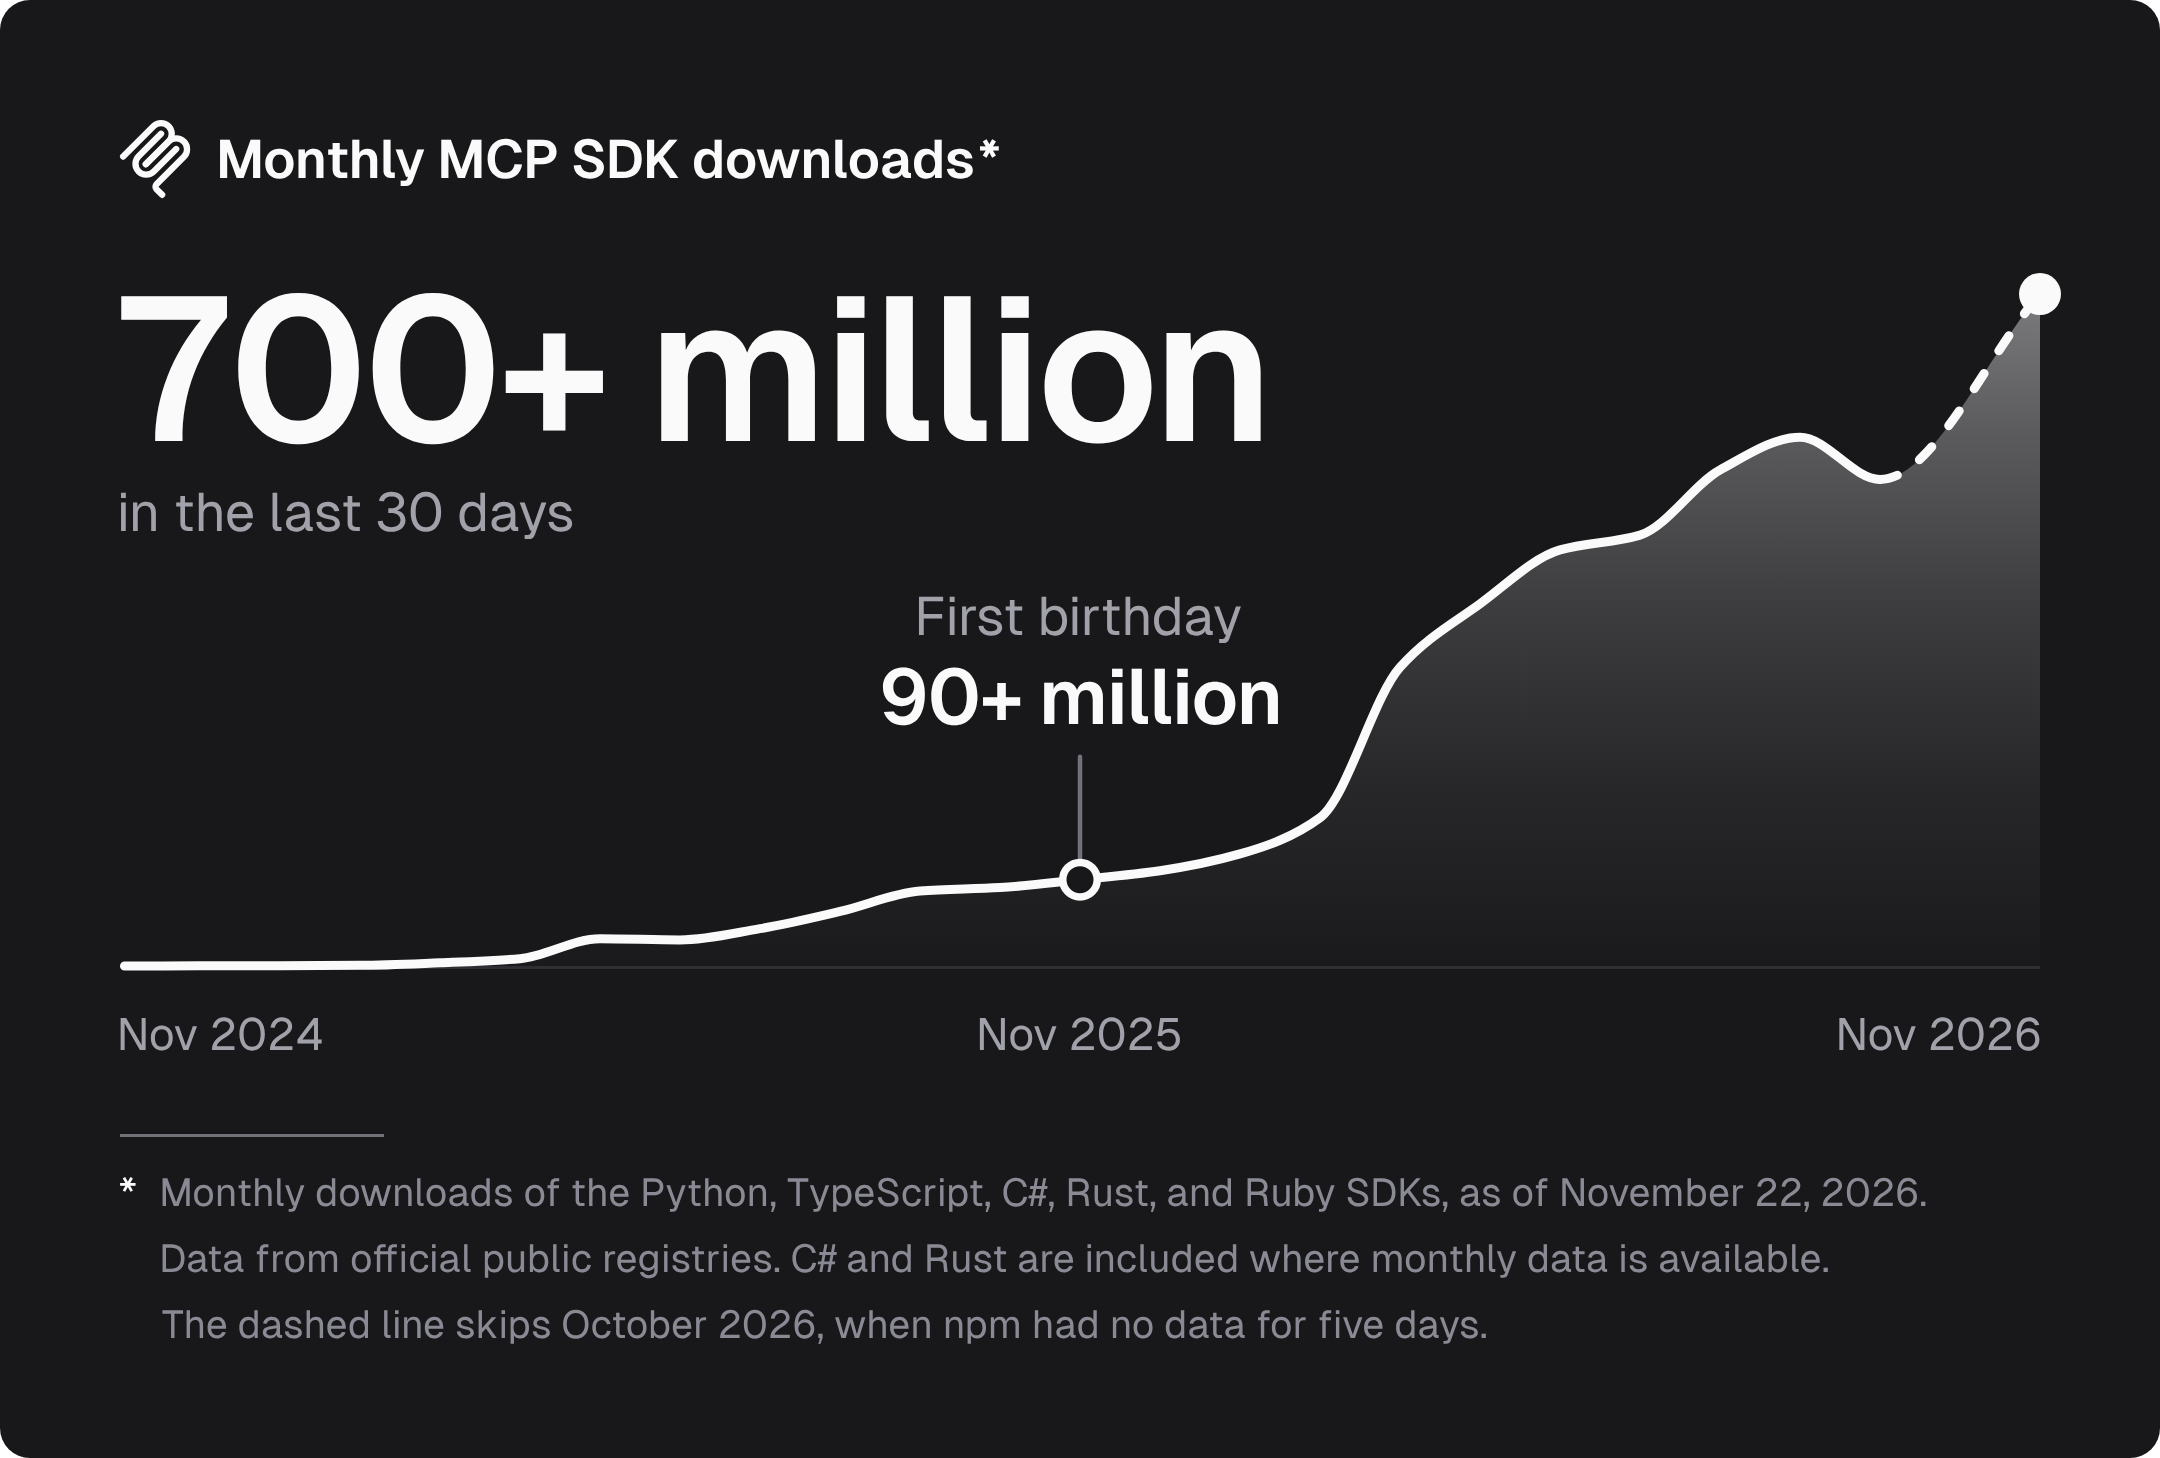 Monthly MCP SDK downloads*
700+ million
in the last 30 days
First birthday
90+ million
Nov 2024
Nov 2025
Nov 2026
* Monthly downloads of the Python, TypeScript, C#, Rust, and Ruby SDKs, as of November 22, 2026.
Data from official public registries. C# and Rust are included where monthly data is available.
The dashed line skips October 2026, when npm had no data for five days.